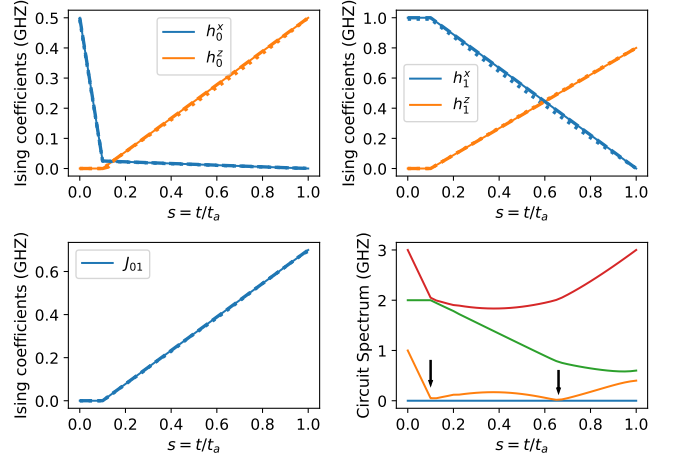 Ising coefficients (GHZ)
0.5
0.4
0.3
0.2
0.1
0.0
h_0^x
h_0^z
0.0 0.2 0.4 0.6 0.8 1.0
s = t/t_a
Ising coefficients (GHZ)
1.0
0.8
0.6
0.4
0.2
0.0
h_1^x
h_1^z
0.0 0.2 0.4 0.6 0.8 1.0
s = t/t_a
Ising coefficients (GHZ)
0.6
0.4
0.2
0.0
J_{01}
0.0 0.2 0.4 0.6 0.8 1.0
s = t/t_a
Circuit Spectrum (GHZ)
3
2
1
0
0.0 0.2 0.4 0.6 0.8 1.0
s = t/t_a